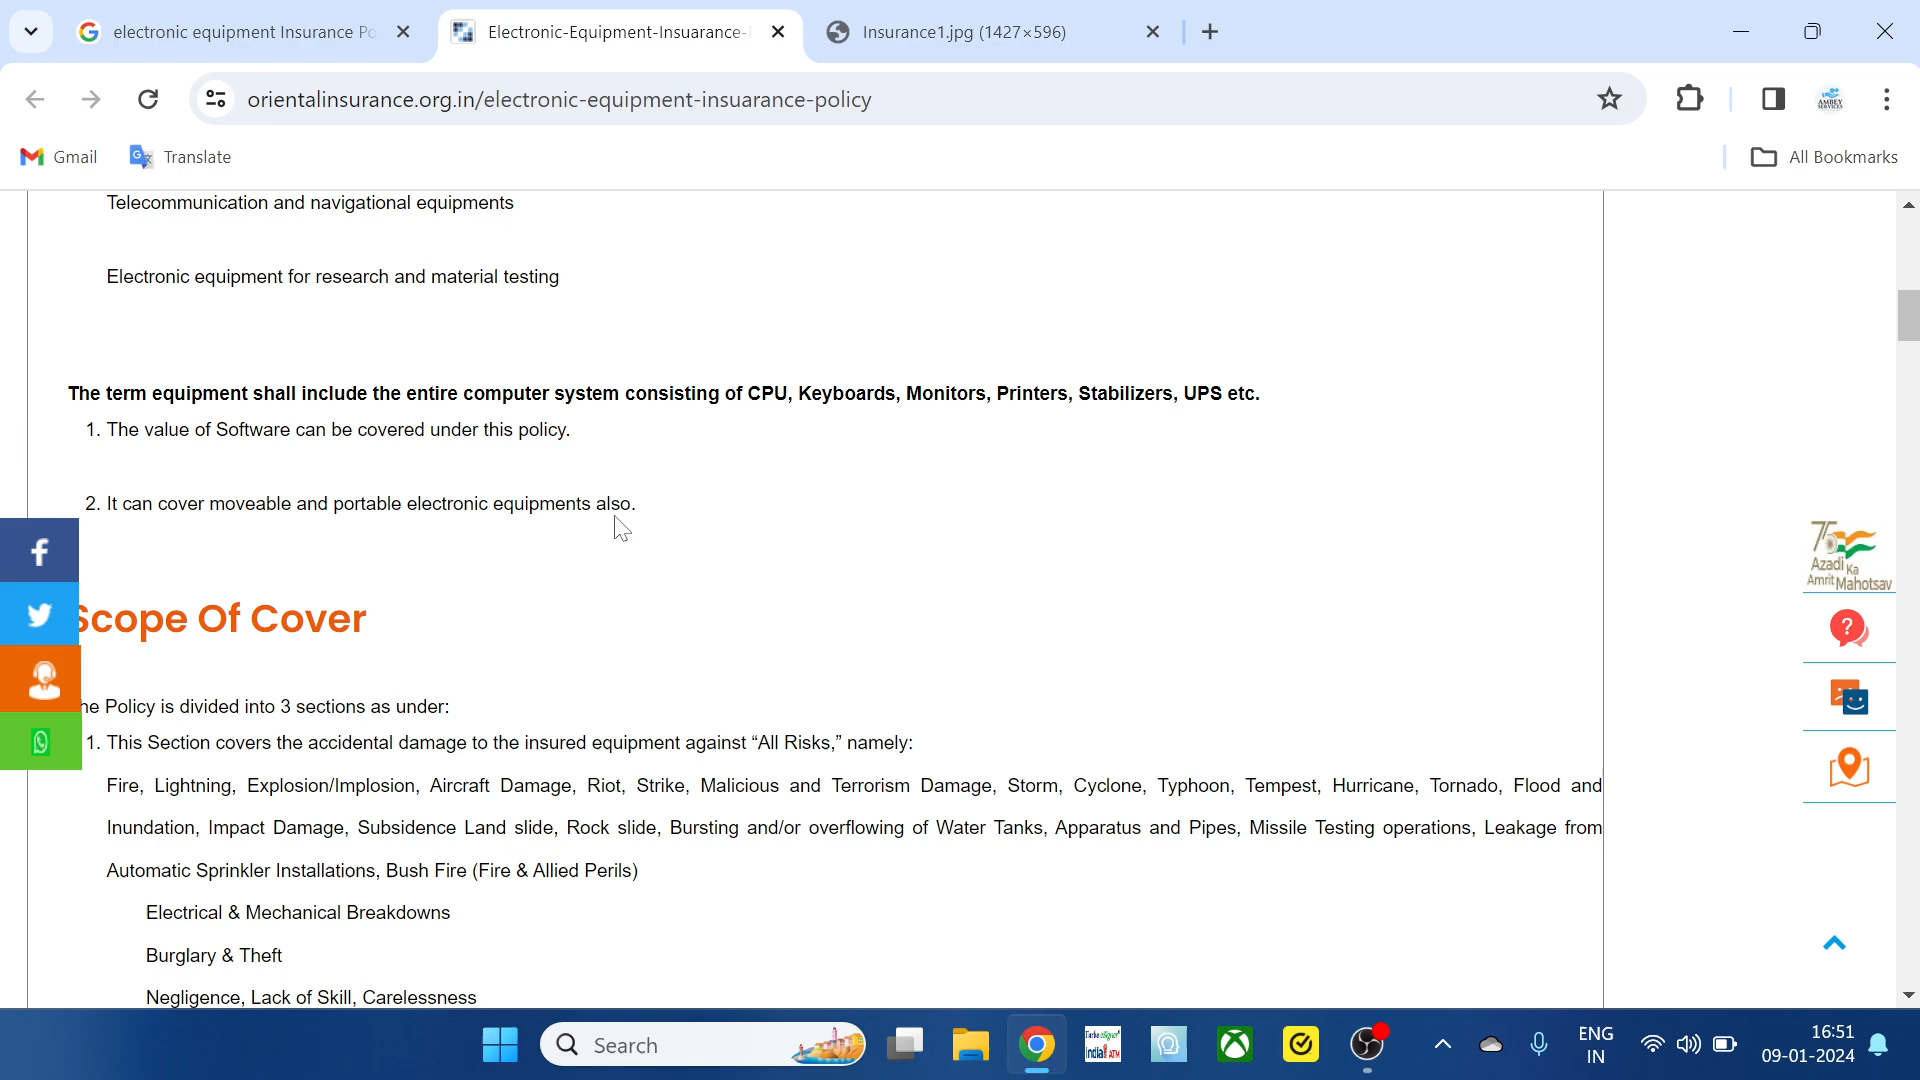 electronic equipment Insurance Po
Electronic-Equipment-Insuarance-
Insurance1.jpg (1427×596)
orientalinsurance.org.in/electronic-equipment-insuarance-policy
AMBEY
SERVICES
Gmail
Translate
All Bookmarks
Telecommunication and navigational equipments
Electronic equipment for research and material testing
The term equipment shall include the entire computer system consisting of CPU, Keyboards, Monitors, Printers, Stabilizers, UPS etc.
1. The value of Software can be covered under this policy.
2. It can cover moveable and portable electronic equipments also.
75
Azadi Ka
Amrit Mahotsav
Scope Of Cover
he Policy is divided into 3 sections as under:
1. This Section covers the accidental damage to the insured equipment against “All Risks,” namely:
Fire, Lightning, Explosion/Implosion, Aircraft Damage, Riot, Strike, Malicious and Terrorism Damage, Storm, Cyclone, Typhoon, Tempest, Hurricane, Tornado, Flood and
Inundation, Impact Damage, Subsidence Land slide, Rock slide, Bursting and/or overflowing of Water Tanks, Apparatus and Pipes, Missile Testing operations, Leakage from
Automatic Sprinkler Installations, Bush Fire (Fire & Allied Perils)
Electrical & Mechanical Breakdowns
Burglary & Theft
Negligence, Lack of Skill, Carelessness
Search
ENG
IN
16:51
09-01-2024